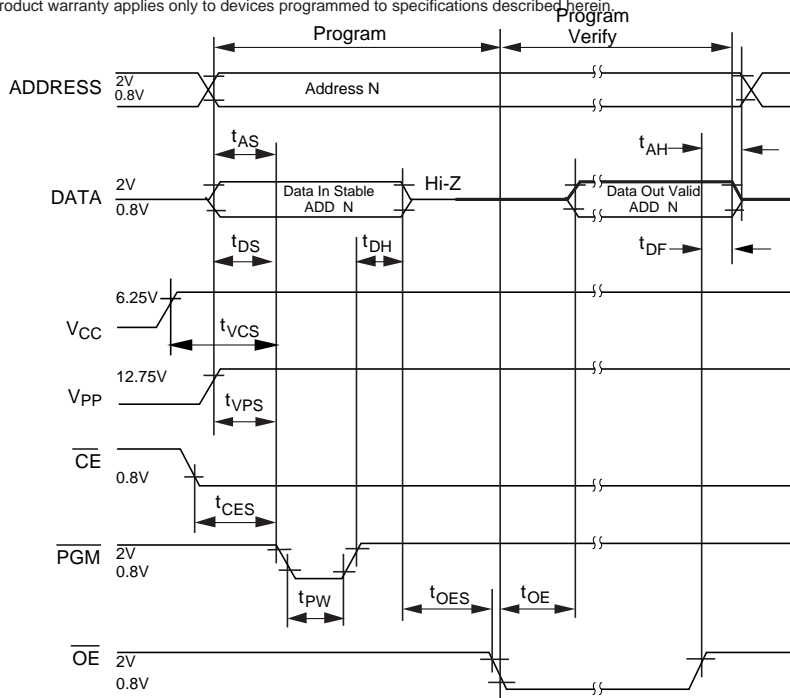 roduct warranty applies only to devices programmed to specifications described herein.
Program
Program
Verify
ADDRESS
2V
0.8V
Address N
tAS
tAH
DATA
2V
0.8V
Data In Stable
ADD N
Hi-Z
Data Out Valid
ADD N
tDS
tDH
tDF
6.25V
VCC
tVCS
12.75V
VPP
tVPS
CE
0.8V
tCES
PGM
2V
0.8V
tPW
tOES
tOE
OE
2V
0.8V